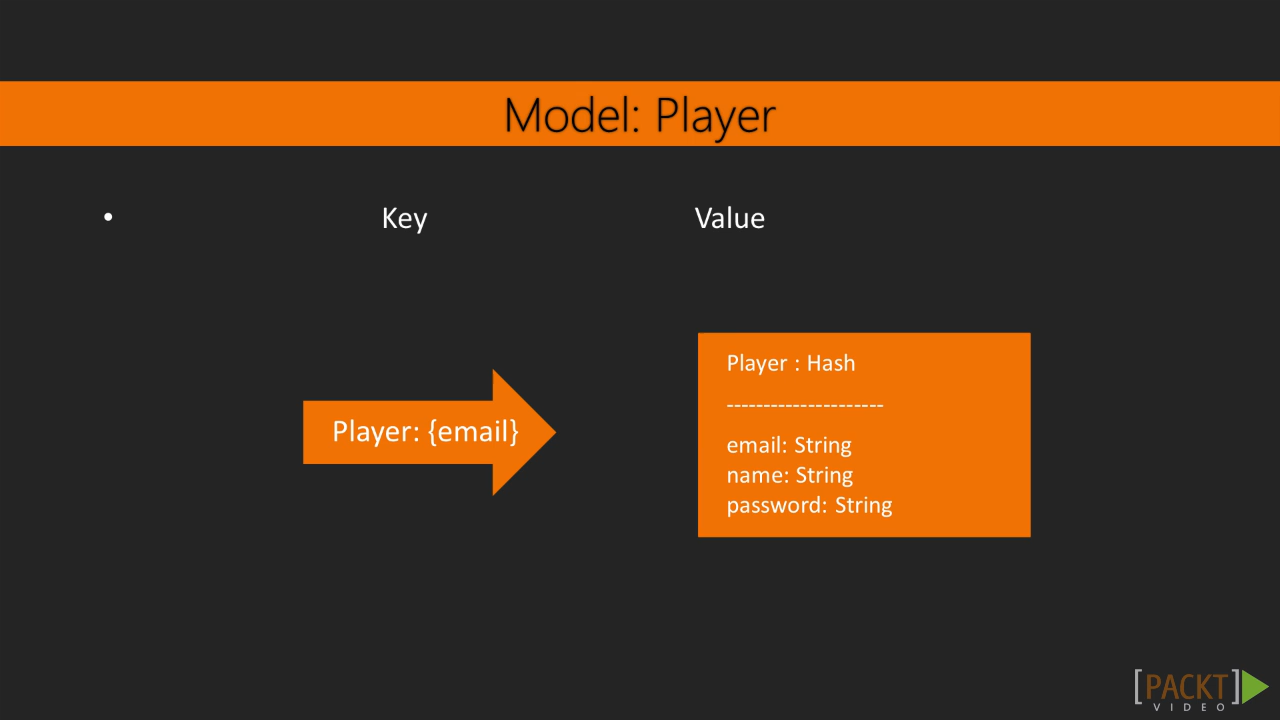 Model: Player
• Key Value
Player: {email}
Player : Hash
---------------------
email: String
name: String
password: String
[PACKT]
VIDEO